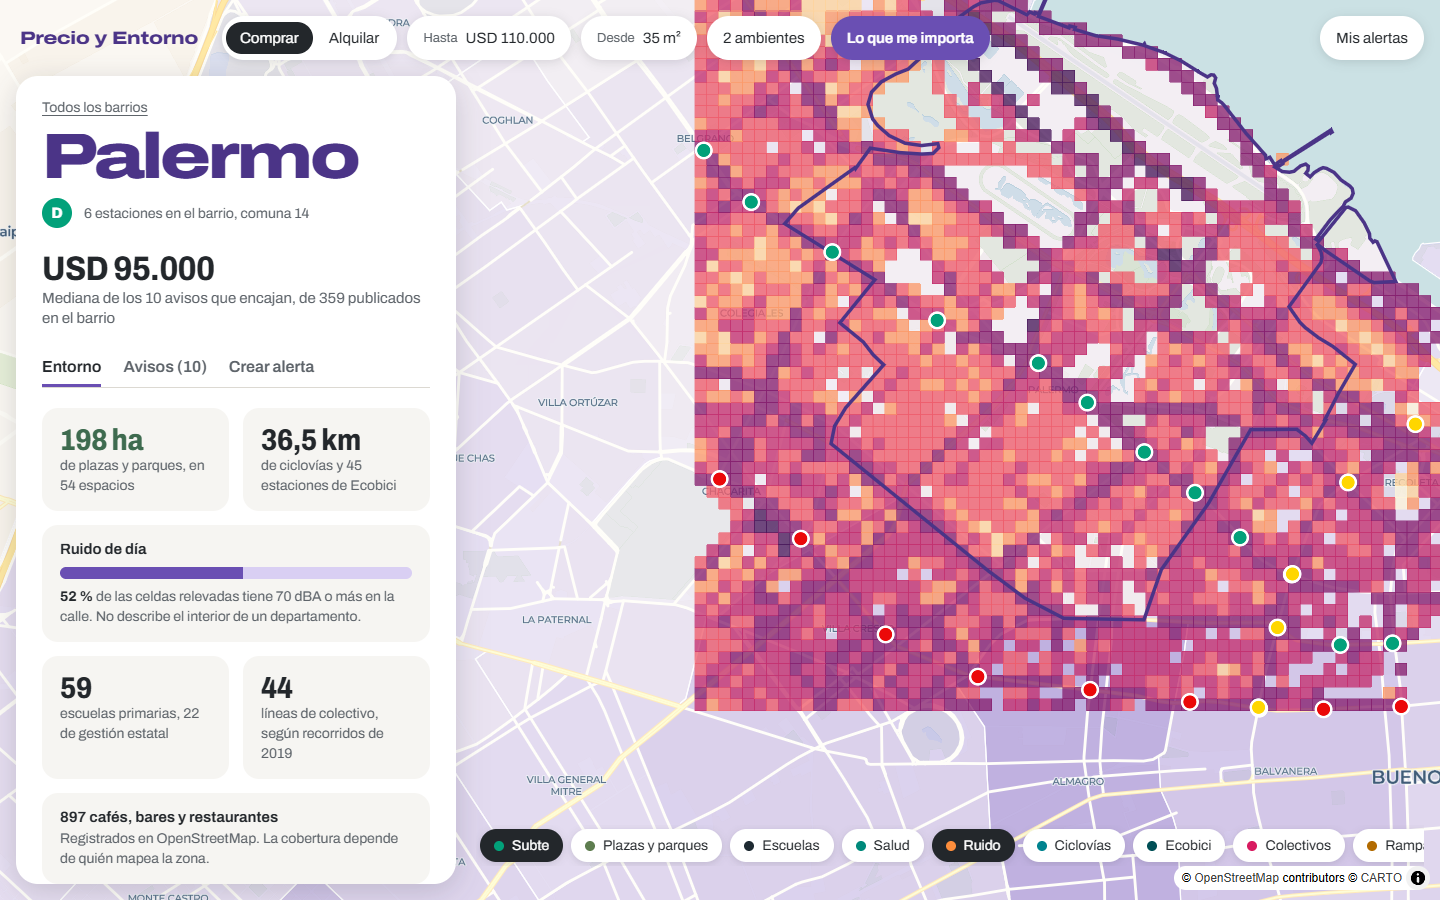 Precio y Entorno
Comprar
Alquilar
Hasta USD 110.000
Desde 35 m²
2 ambientes
Lo que me importa
Mis alertas
Todos los barrios
Palermo
D
6 estaciones en el barrio, comuna 14
USD 95.000
Mediana de los 10 avisos que encajan, de 359 publicados
en el barrio
Entorno
Avisos (10)
Crear alerta
198 ha
de plazas y parques, en
54 espacios
36,5 km
de ciclovías y 45
estaciones de Ecobici
Ruido de día
52 % de las celdas relevadas tiene 70 dBA o más en la
calle. No describe el interior de un departamento.
59
escuelas primarias, 22
de gestión estatal
44
líneas de colectivo,
según recorridos de
2019
897 cafés, bares y restaurantes
Registrados en OpenStreetMap. La cobertura depende
de quién mapea la zona.
COGHLAN
BELGRANO
COLEGIALES
VILLA ORTÚZAR
PALERMO
CHACARITA
LA PATERNAL
VILLA GENERAL
MITRE
ALMAGRO
BALVANERA
MONTE CASTRO
Subte
Plazas y parques
Escuelas
Salud
Ruido
Ciclovías
Ecobici
Colectivos
© OpenStreetMap contributors © CARTO